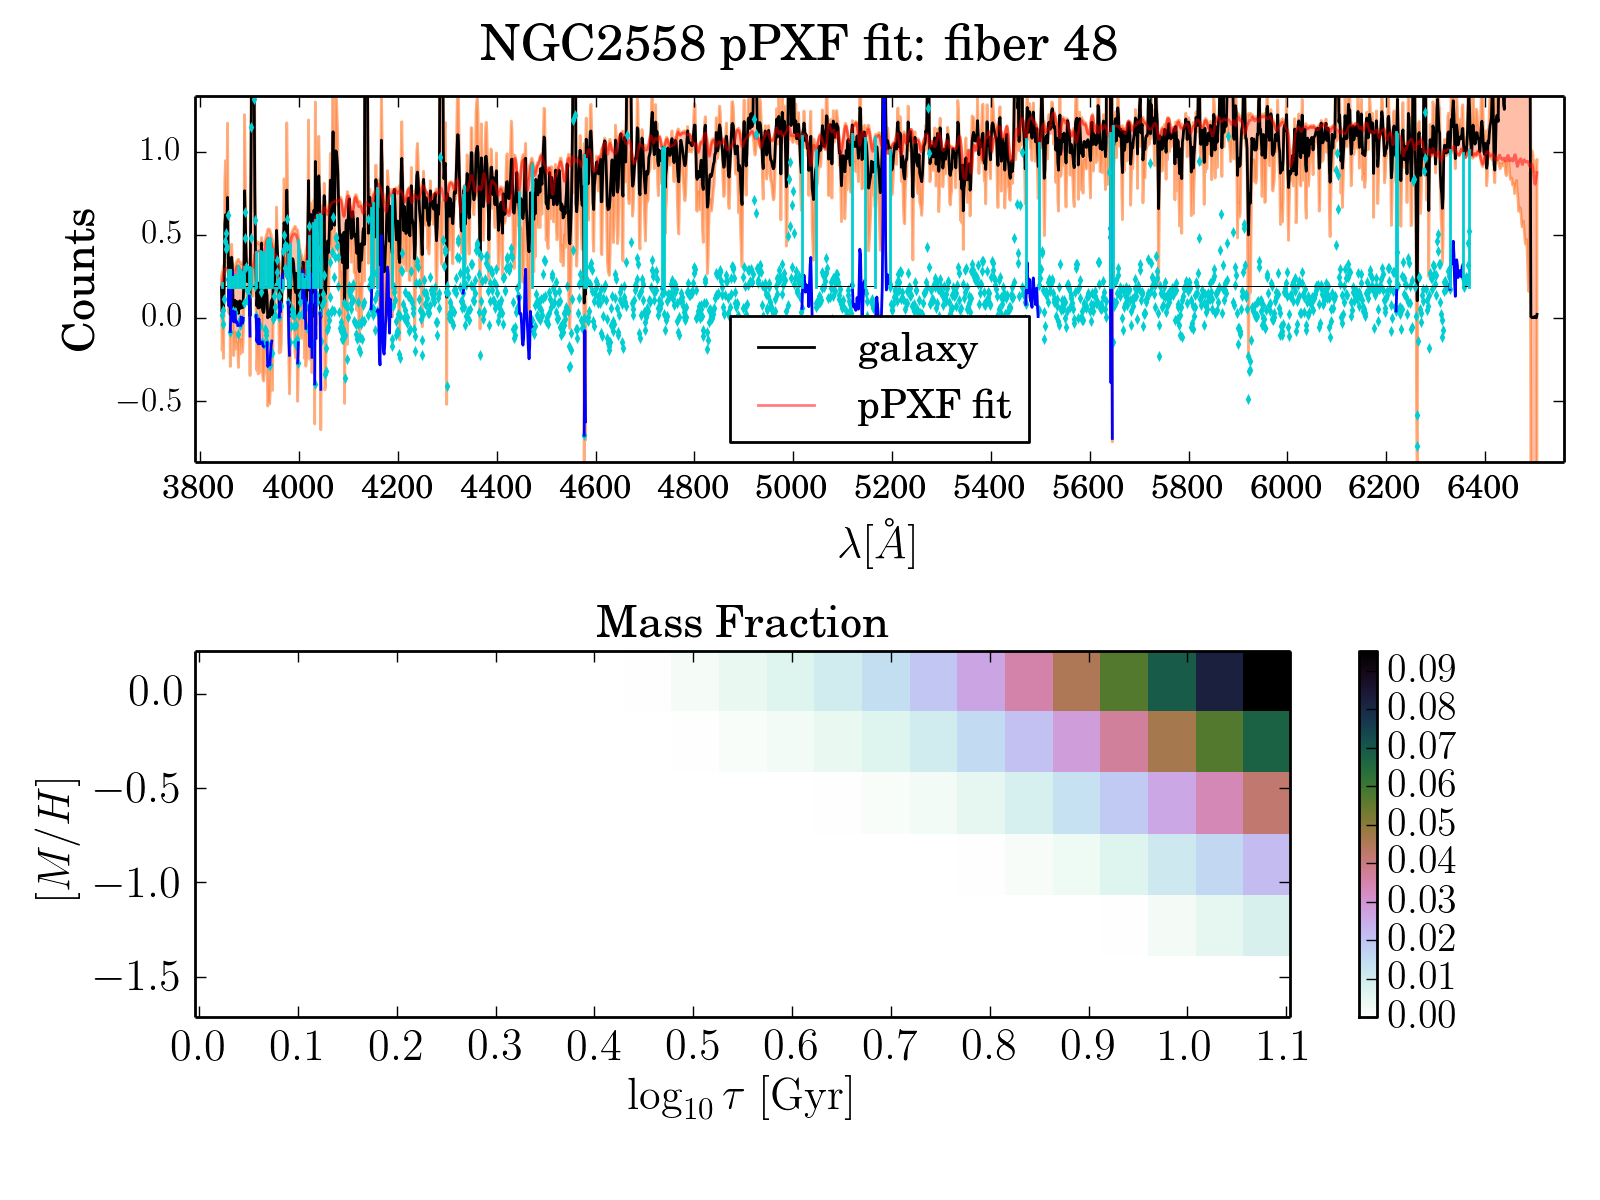 NGC2558 pPXF fit: fiber 48
1.0
0.5
0.0
−0.5
Counts
galaxy
pPXF fit
3800 4000 4200 4400 4600 4800 5000 5200 5400 5600 5800 6000 6200 6400
λ[Å]
Mass Fraction
0.0
−0.5
−1.0
−1.5
[M/H]
0.0 0.1 0.2 0.3 0.4 0.5 0.6 0.7 0.8 0.9 1.0 1.1
log₁₀ τ [Gyr]
0.09
0.08
0.07
0.06
0.05
0.04
0.03
0.02
0.01
0.00